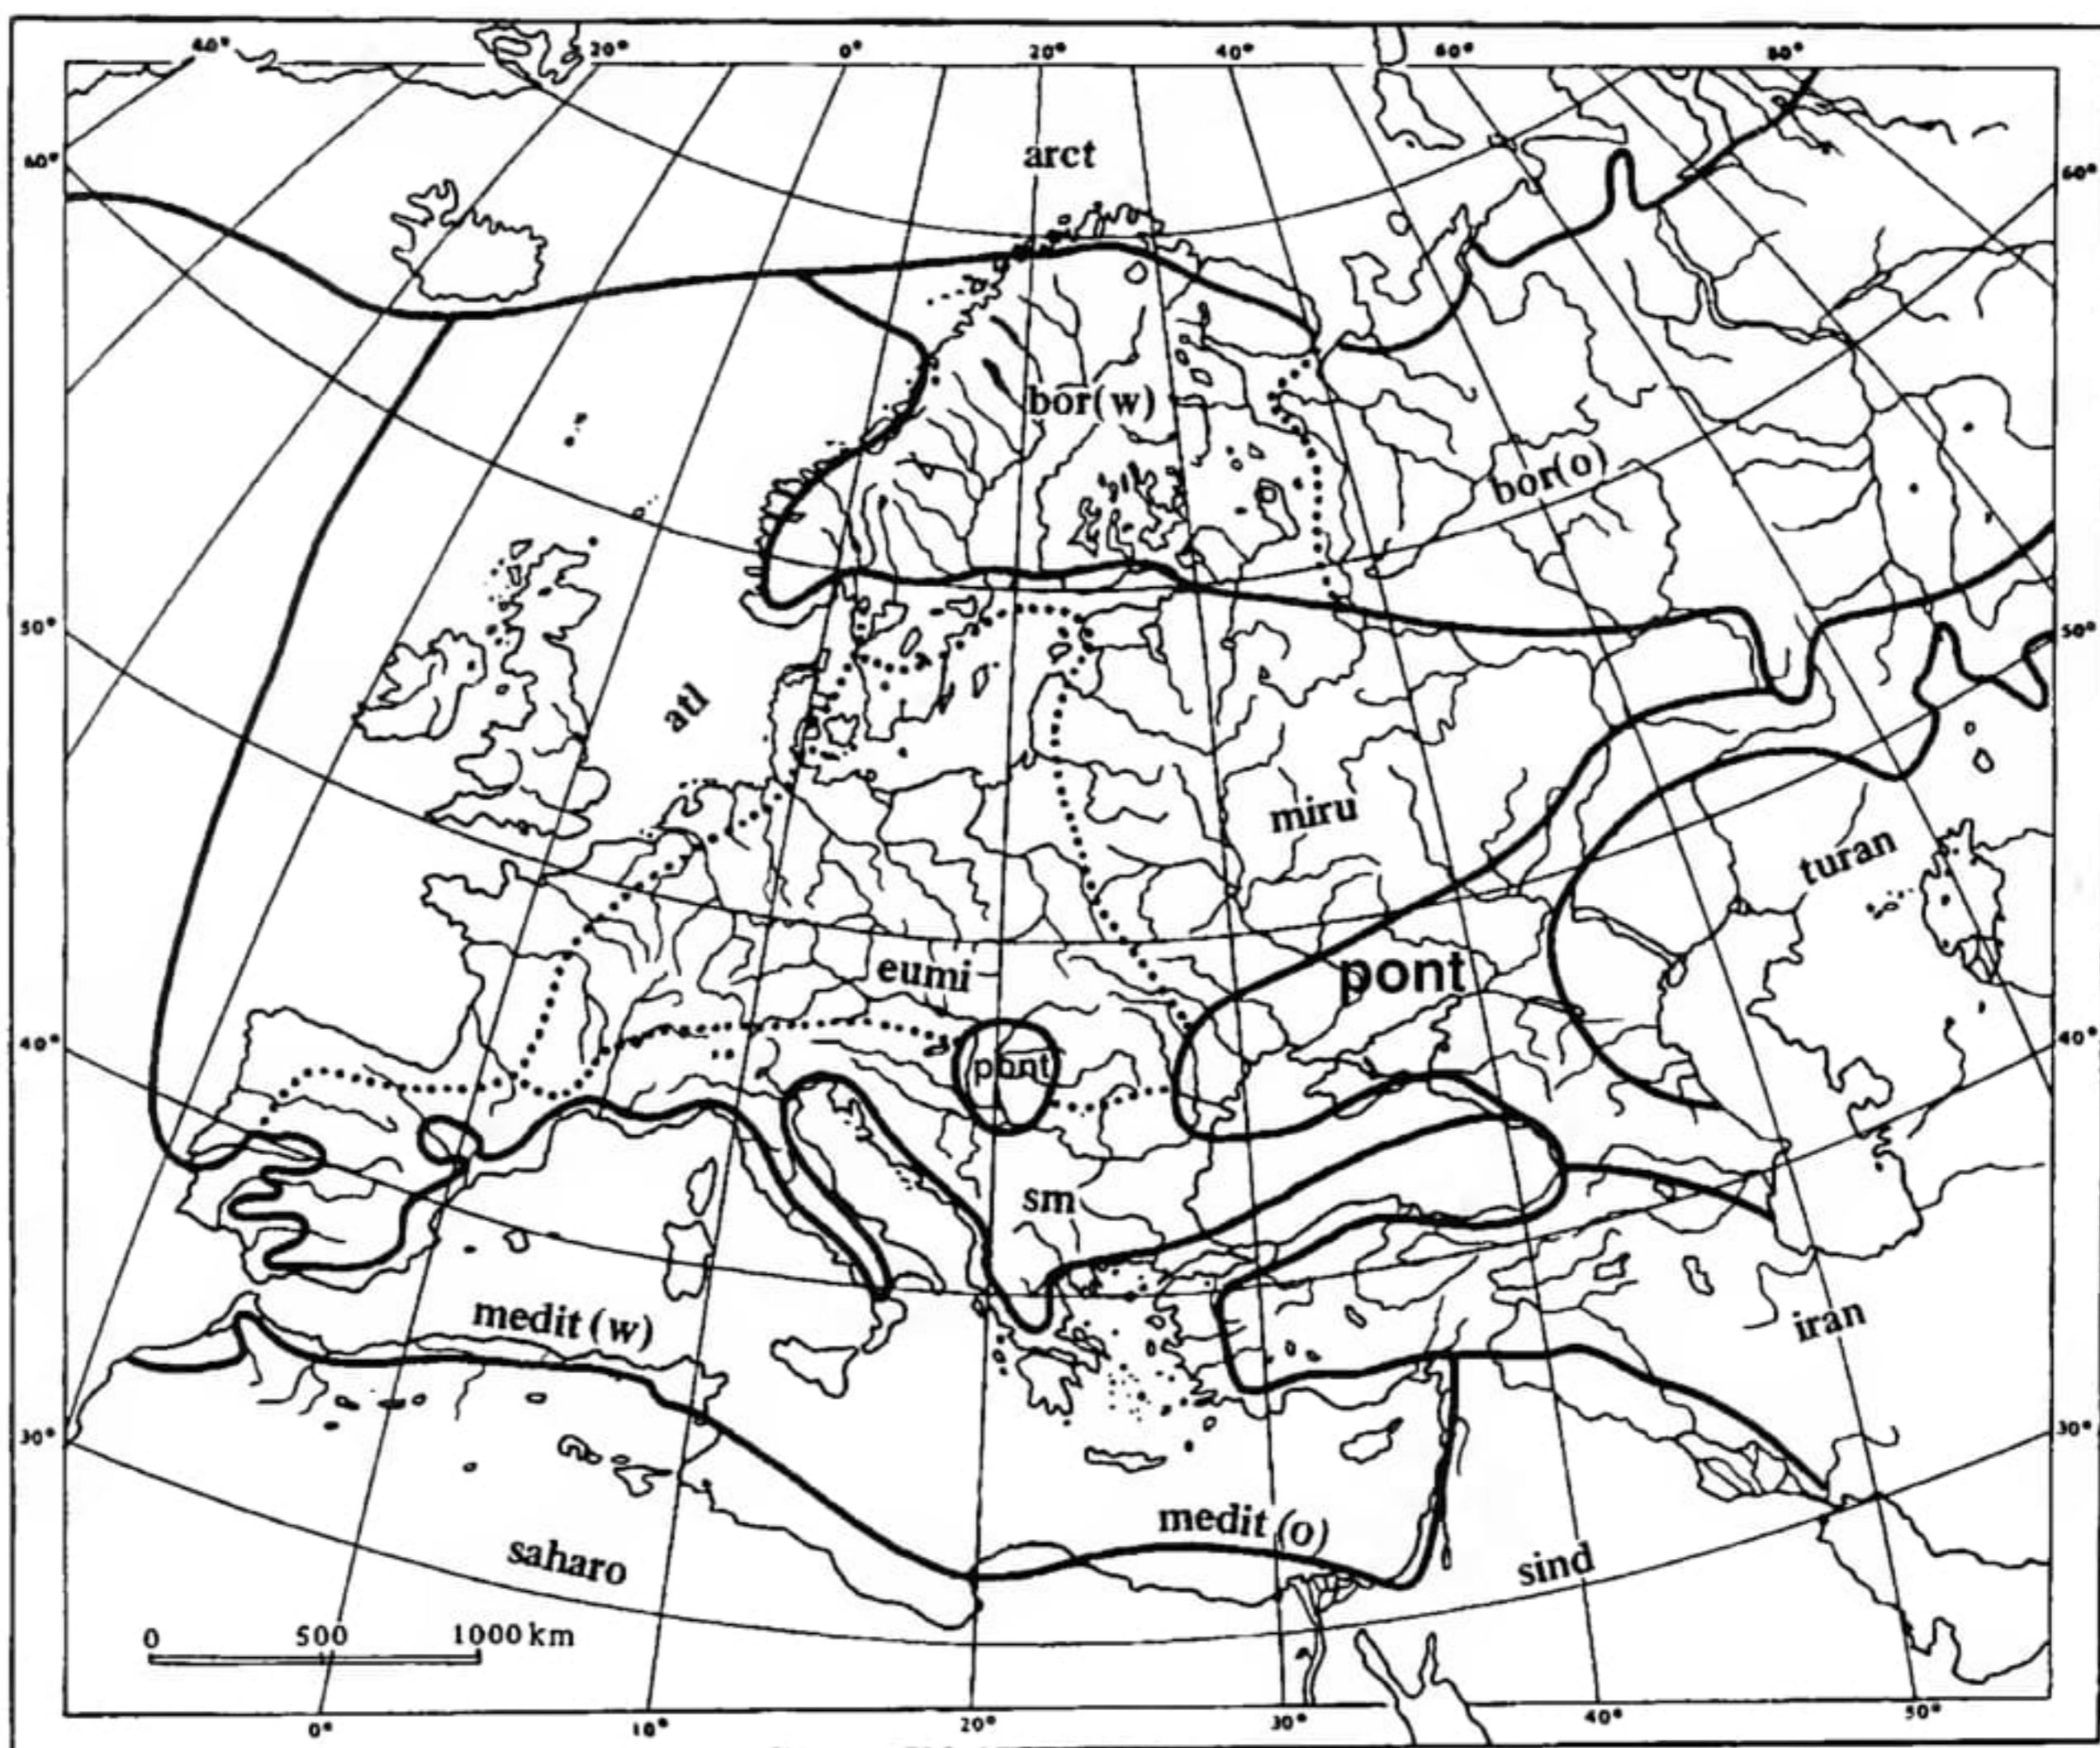 40° 20° 0° 20° 40° 60° 80°
60°
60°
arct
bor(w)
bor(o)
50°
50°
atl
miru
turan
eumi
pont
40°
40°
pont
sm
medit (w)
iran
30°
30°
medit (o)
saharo
sind
0 500 1000 km
0° 10° 20° 30° 40° 50°